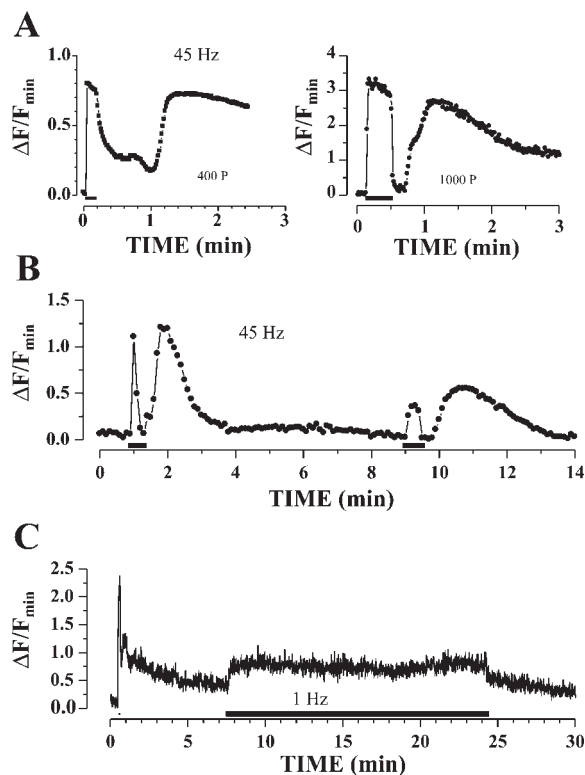 A
45 Hz
ΔF/Fmin
1.0
0.5
0.0
400 P
0 1 2 3
TIME (min)
ΔF/Fmin
4
3
2
1
0
1000 P
0 1 2 3
TIME (min)
B
45 Hz
ΔF/Fmin
1.5
1.0
0.5
0.0
0 2 4 6 8 10 12 14
TIME (min)
C
ΔF/Fmin
2.5
2.0
1.5
1.0
0.5
0.0
1 Hz
0 5 10 15 20 25 30
TIME (min)